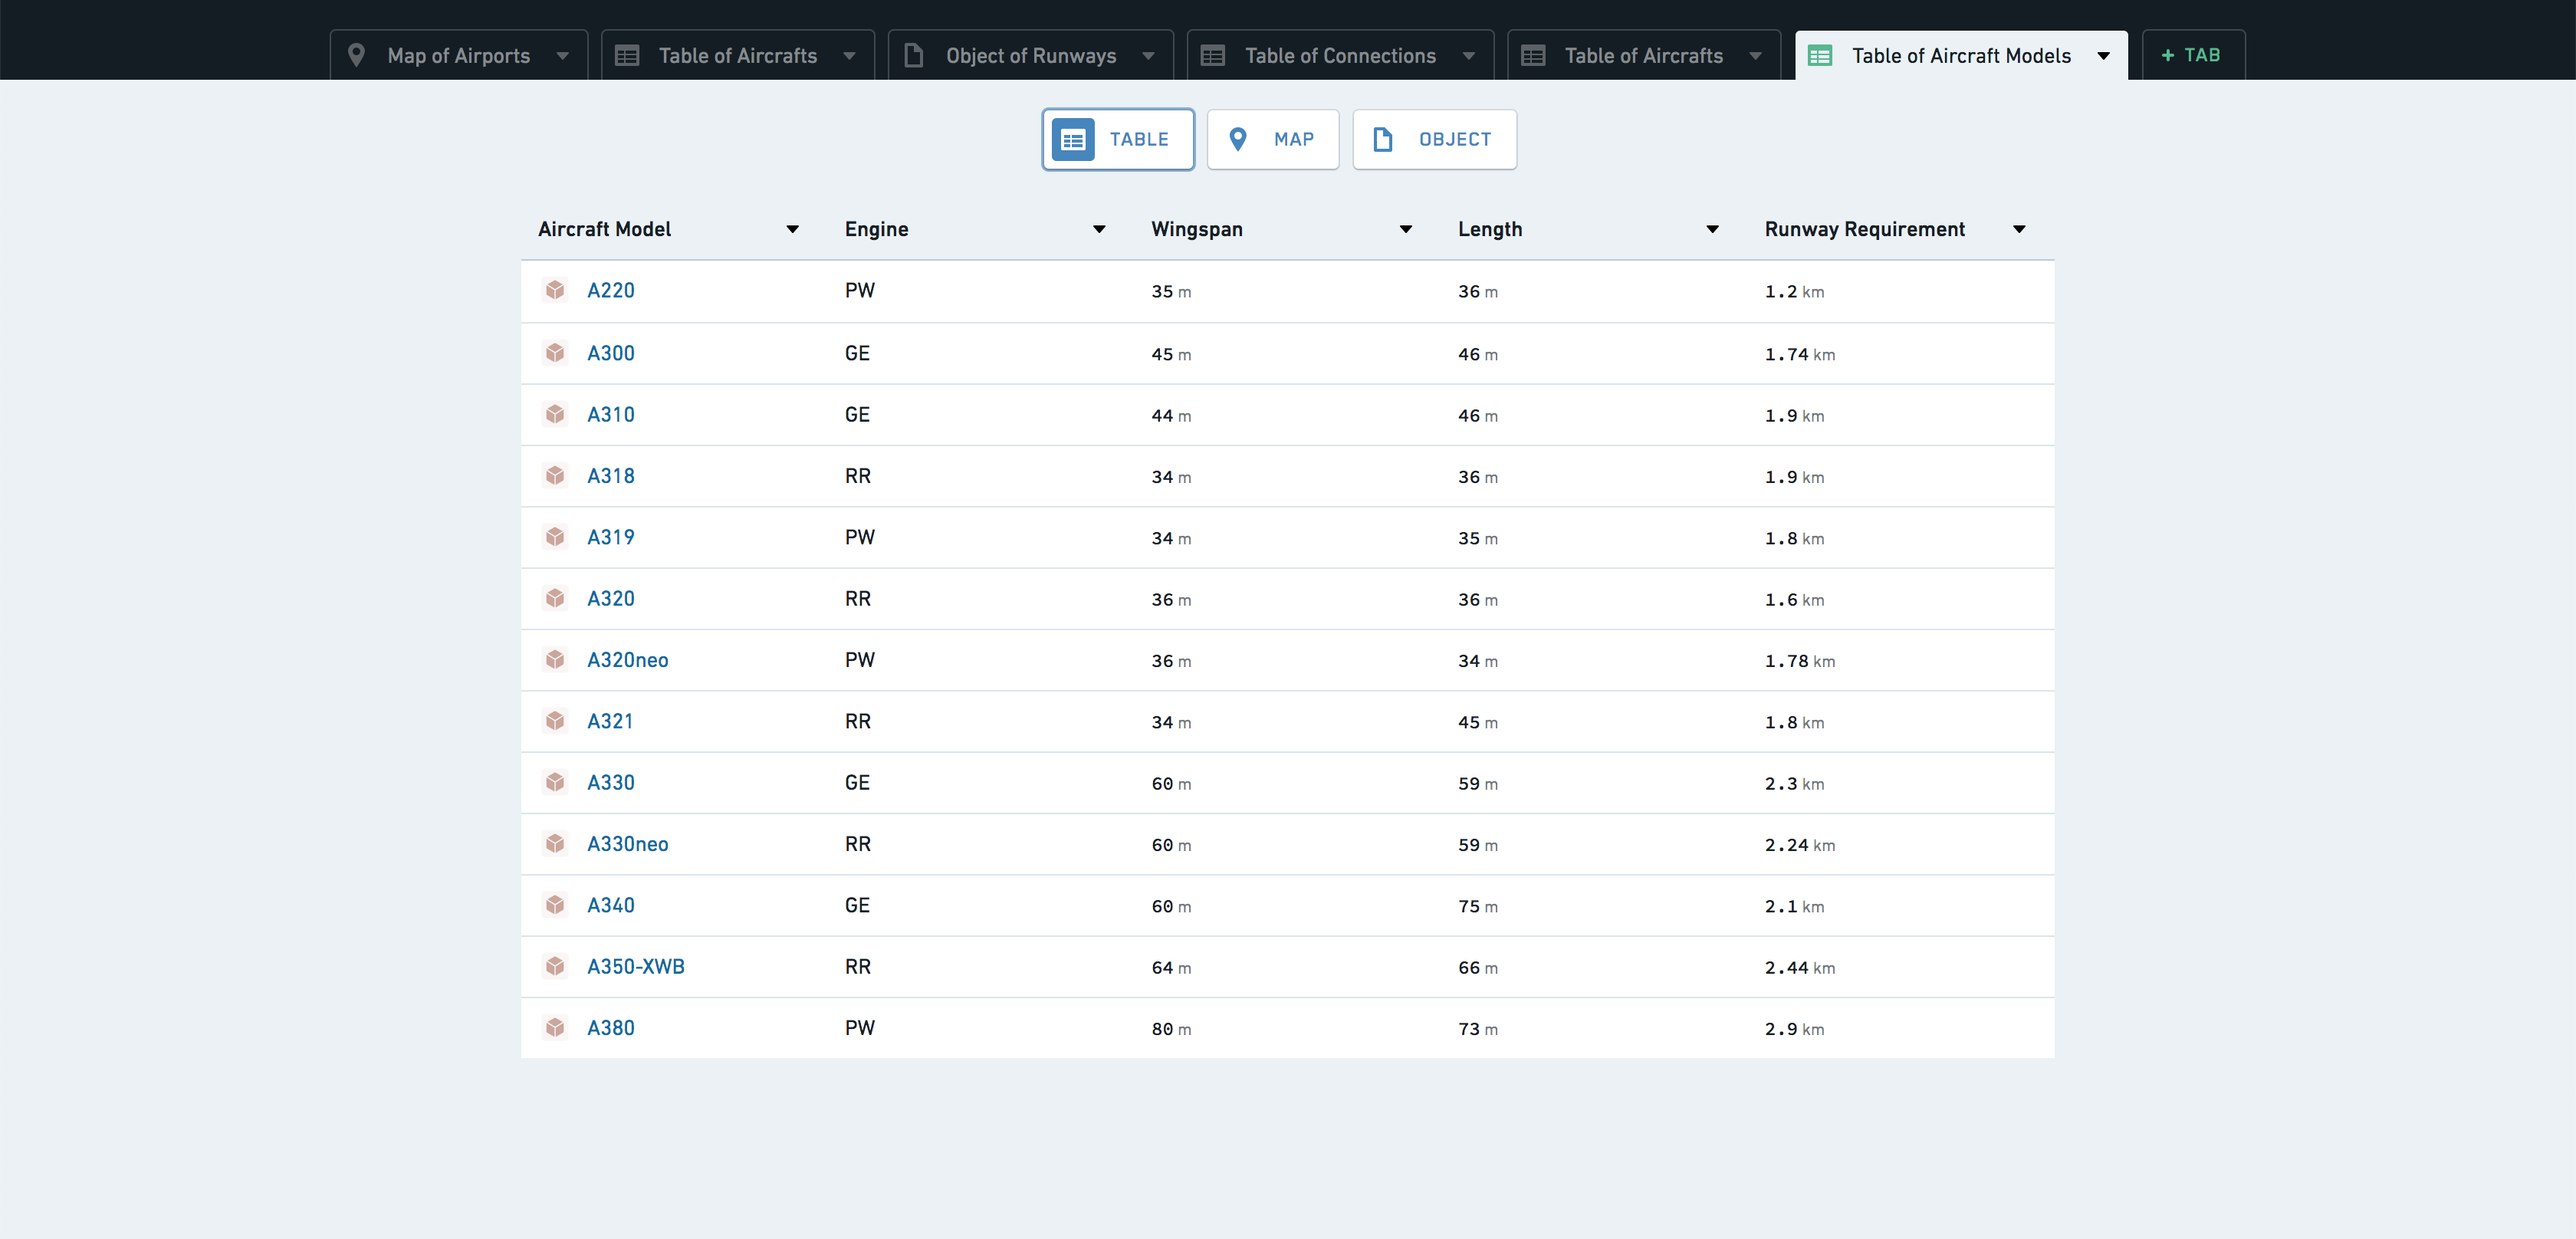 Map of Airports Table of Aircrafts Object of Runways Table of Connections Table of Aircrafts Table of Aircraft Models + TAB
TABLE MAP OBJECT
Aircraft Model Engine Wingspan Length Runway Requirement
A220 PW 35 m 36 m 1.2 km
A300 GE 45 m 46 m 1.74 km
A310 GE 44 m 46 m 1.9 km
A318 RR 34 m 36 m 1.9 km
A319 PW 34 m 35 m 1.8 km
A320 RR 36 m 36 m 1.6 km
A320neo PW 36 m 34 m 1.78 km
A321 RR 34 m 45 m 1.8 km
A330 GE 60 m 59 m 2.3 km
A330neo RR 60 m 59 m 2.24 km
A340 GE 60 m 75 m 2.1 km
A350-XWB RR 64 m 66 m 2.44 km
A380 PW 80 m 73 m 2.9 km